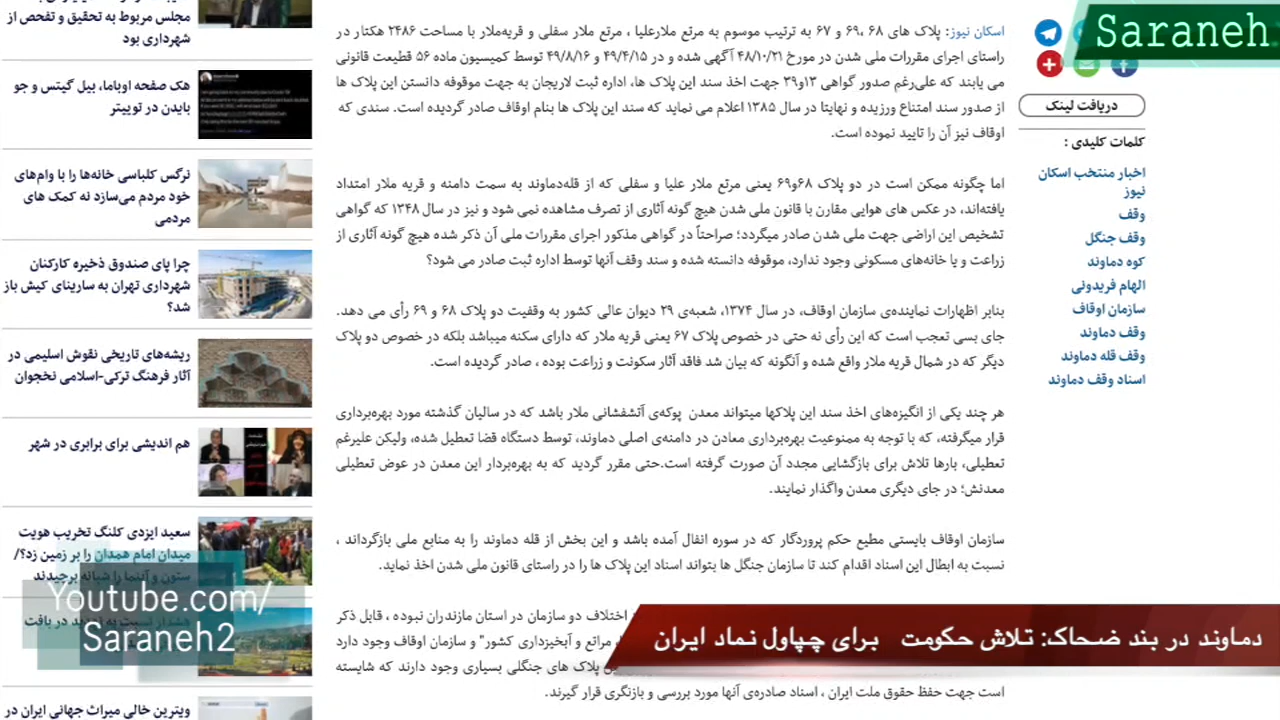 Saraneh.
دریافت لینک
کلمات کلیدی :
اخبار منتخب اسکان
نیوز
وقف
وقف جنگل
کوه دماوند
الهام فریدونی
سازمان اوقاف
وقف دماوند
وقف قله دماوند
اسناد وقف دماوند
اسکان نیوز: پلاک های ۶۸ ،۶۹ و ۶۷ به ترتیب موسوم به مرتع ملارعلیا ، مرتع ملار سفلی و قریه‌ملار با مساحت ۲۴۸۶ هکتار در
راستای اجرای مقررات ملی شدن در مورخ ۴۸/۱۰/۲۱ آگهی شده و در ۴۹/۴/۱۵ و ۴۹/۸/۱۶ توسط کمیسیون ماده ۵۶ قطیعت قانونی
می یابند که علی‌رغم صدور گواهی ۱۳و۳۹ جهت اخذ سند این پلاک ها، اداره ثبت لاریجان به جهت موقوفه دانستن این پلاک ها
از صدور سند امتناع ورزیده و نهایتا در سال ۱۳۸۵ اعلام می نماید که سند این پلاک ها بنام اوقاف صادر گردیده است. سندی که
اوقاف نیز آن را تایید نموده است.
اما چگونه ممکن است در دو پلاک ۶۸و۶۹ یعنی مرتع ملار علیا و سفلی که از قله‌دماوند به سمت دامنه و قریه ملار امتداد
یافته‌اند، در عکس های هوایی مقارن با قانون ملی شدن هیچ گونه آثاری از تصرف مشاهده نمی شود و نیز در سال ۱۳۴۸ که گواهی
تشخیص این اراضی جهت ملی شدن صادر میگردد؛ صراحتاً در گواهی مذکور اجرای مقررات ملی آن ذکر شده هیچ گونه آثاری از
زراعت و یا خانه‌های مسکونی وجود ندارد، موقوفه دانسته شده و سند وقف آنها توسط اداره ثبت صادر می شود؟
بنابر اظهارات نماینده‌ی سازمان اوقاف، در سال ۱۳۷۴، شعبه‌ی ۲۹ دیوان عالی کشور به وقفیت دو پلاک ۶۸ و ۶۹ رأی می دهد.
جای بسی تعجب است که این رأی نه حتی در خصوص پلاک ۶۷ یعنی قریه ملار که دارای سکنه میباشد بلکه در خصوص دو پلاک
دیگر که در شمال قریه ملار واقع شده و آنگونه که بیان شد فاقد آثار سکونت و زراعت بوده ، صادر گردیده است.
هر چند یکی از انگیزه‌های اخذ سند این پلاکها میتواند معدن پوکه‌ی آتشفشانی ملار باشد که در سالیان گذشته مورد بهره‌برداری
قرار میگرفته، که با توجه به ممنوعیت بهره‌برداری معادن در دامنه‌ی اصلی دماوند، توسط دستگاه قضا تعطیل شده، ولیکن علیرغم
تعطیلی، بارها تلاش برای بازگشایی مجدد آن صورت گرفته است.حتی مقرر گردید که به بهره‌بردار این معدن در عوض تعطیلی
معدنش؛ در جای دیگری معدن واگذار نمایند.
سازمان اوقاف بایستی مطیع حکم پروردگار که در سوره انفال آمده باشد و این بخش از قله دماوند را به منابع ملی بازگرداند ،
نسبت به ابطال این اسناد اقدام کند تا سازمان جنگل ها بتواند اسناد این پلاک ها را در راستای قانون ملی شدن اخذ نماید.
اختلاف دو سازمان در استان مازندران نبوده ، قابل ذکر
مراتع و آبخیزداری کشور" و سازمان اوقاف وجود دارد
پلاک های جنگلی بسیاری وجود دارند که شایسته
است جهت حفظ حقوق ملت ایران ، اسناد صادره‌ی آنها مورد بررسی و بازنگری قرار گیرند.
مجلس مربوط به تحقیق و تفحص از
شهرداری بود
هک صفحه اوباما، بیل گیتس و جو
بایدن در توییتر
نرگس کلباسی خانه‌ها را با وام‌های
خود مردم می‌سازد نه کمک های
مردمی
چرا پای صندوق ذخیره کارکنان
شهرداری تهران به سارینای کیش باز
شد؟
ریشه‌های تاریخی نقوش اسلیمی در
آثار فرهنگ ترکی-اسلامی نخجوان
هم اندیشی برای برابری در شهر
سعید ایزدی کلنگ تخریب هویت
میدان امام همدان را بر زمین زد؟/
ستون و آبنما را شبانه برچیدند
ویترین خالی میراث جهانی ایران در
Youtube.com/
Saraneh2
دماوند در بند ضحاک: تلاش حکومت برای چپاول نماد ایران